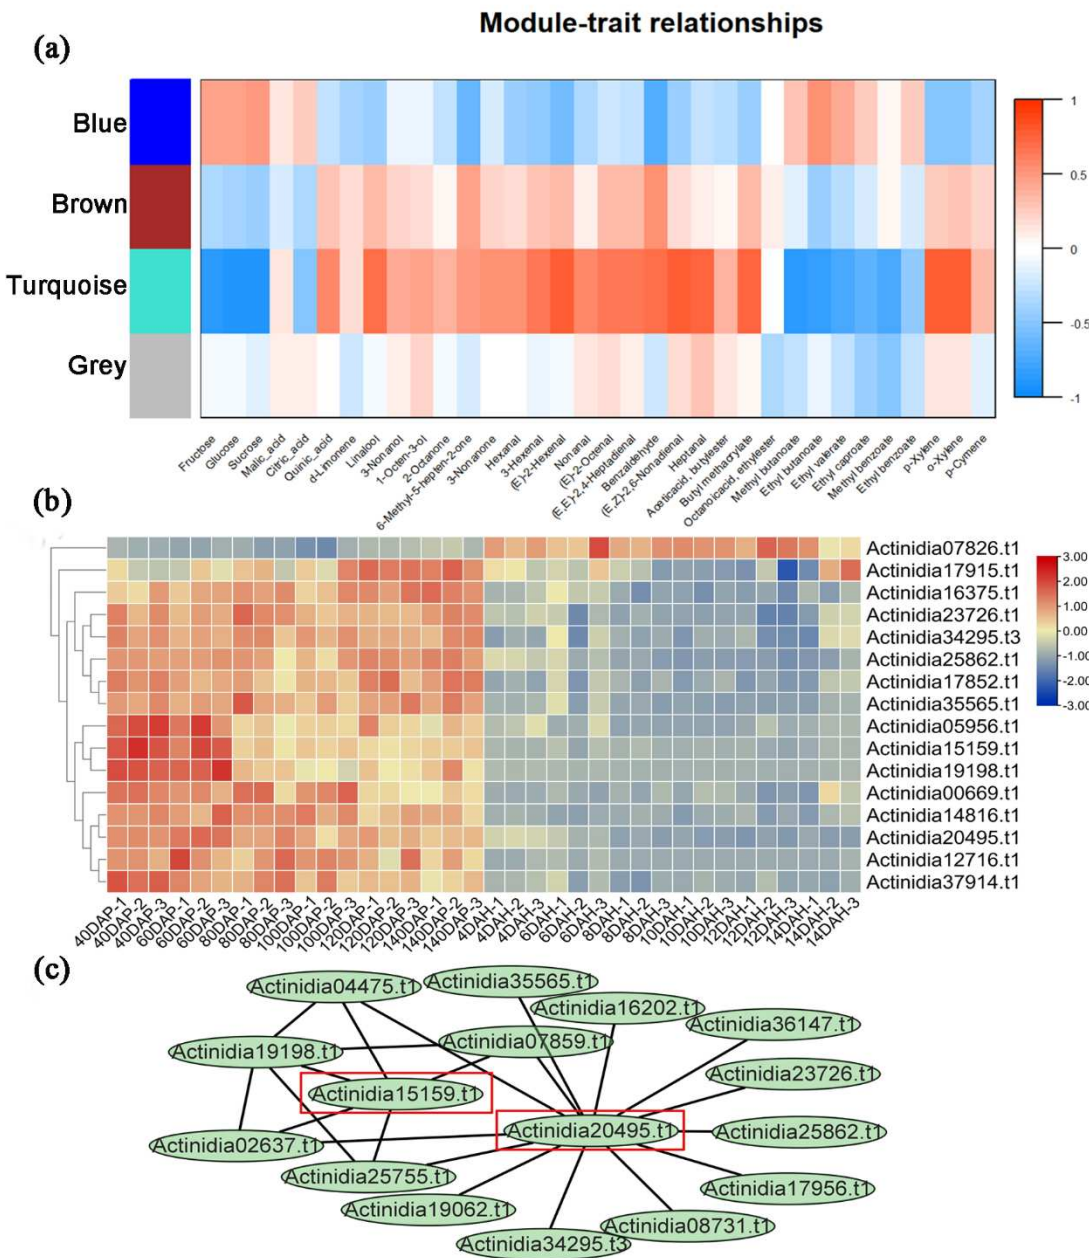 Module-trait relationships
(a)
Blue
Brown
Turquoise
Grey
1
0.5
0
-0.5
-1
Fructose
Glucose
Sucrose
Malic_acid
Citric_acid
Quinic_acid
d-Limonene
Linalool
3-Nonanol
1-Octen-3-ol
2-Octanone
6-Methyl-5-hepten-2-one
3-Nonanone
Hexanal
3-Hexenal
(E)-2-Hexenal
Nonanal
(E)-2-Octenal
(E,E)-2,4-Heptadienal
Benzaldehyde
(E,Z)-2,6-Nonadienal
Heptanal
Aceticacid, butylester
Butyl methacrylate
Octanoicacid, ethylester
Methyl butanoate
Ethyl butanoate
Ethyl valerate
Ethyl caproate
Methyl benzoate
Ethyl benzoate
p-Xylene
o-Xylene
p-Cymene
(b)
Actinidia07826.t1
Actinidia17915.t1
Actinidia16375.t1
Actinidia23726.t1
Actinidia34295.t3
Actinidia25862.t1
Actinidia17852.t1
Actinidia35565.t1
Actinidia05956.t1
Actinidia15159.t1
Actinidia19198.t1
Actinidia00669.t1
Actinidia14816.t1
Actinidia20495.t1
Actinidia12716.t1
Actinidia37914.t1
3.00
2.00
1.00
0.00
-1.00
-2.00
-3.00
40DAP-1
40DAP-2
40DAP-3
60DAP-1
60DAP-2
60DAP-3
80DAP-1
80DAP-2
80DAP-3
100DAP-1
100DAP-2
100DAP-3
120DAP-1
120DAP-2
120DAP-3
140DAP-1
140DAP-2
140DAP-3
4DAH-1
4DAH-2
4DAH-3
6DAH-1
6DAH-2
6DAH-3
8DAH-1
8DAH-2
8DAH-3
10DAH-1
10DAH-2
10DAH-3
12DAH-1
12DAH-2
12DAH-3
14DAH-1
14DAH-2
14DAH-3
(c)
Actinidia04475.t1
Actinidia35565.t1
Actinidia16202.t1
Actinidia36147.t1
Actinidia19198.t1
Actinidia07859.t1
Actinidia23726.t1
Actinidia15159.t1
Actinidia20495.t1
Actinidia25862.t1
Actinidia02637.t1
Actinidia25755.t1
Actinidia17956.t1
Actinidia19062.t1
Actinidia08731.t1
Actinidia34295.t3